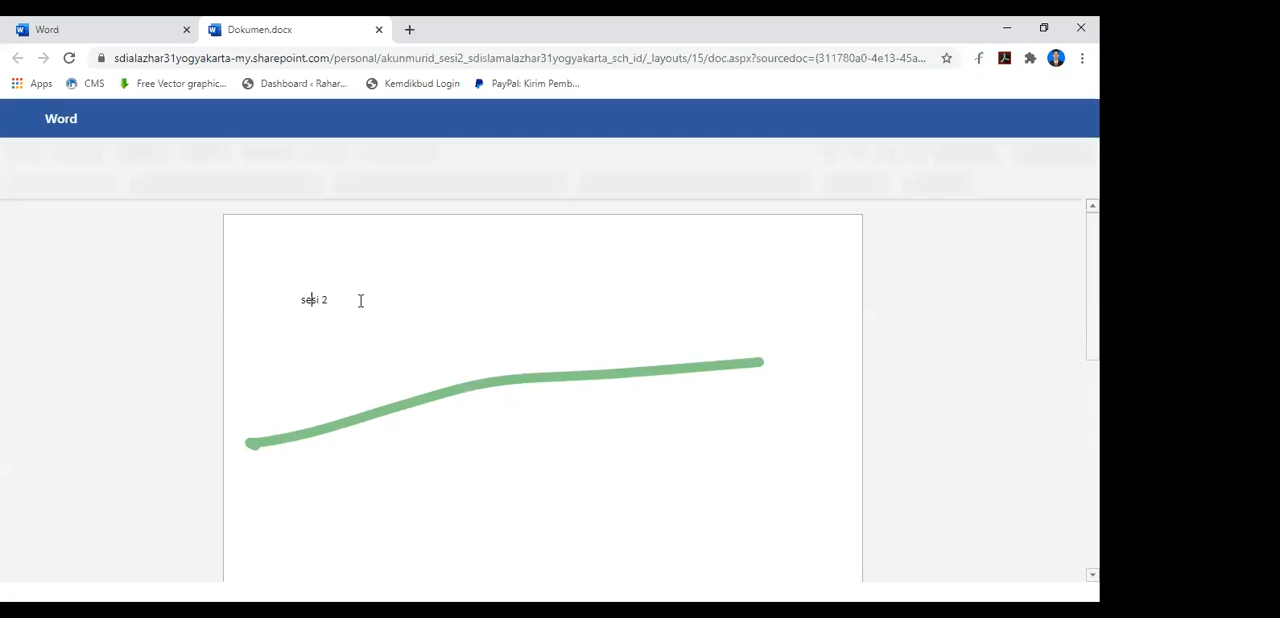 Word
Dokumen.docx
sdialazhar31yogyakarta-my.sharepoint.com/personal/akunmurid_sesi2_sdislamalazhar31yogyakarta_sch_id/_layouts/15/doc.aspx?sourcedoc={311780a0-4e13-45a...
Apps CMS Free Vector graphic... Dashboard ‹ Rahar... Kemdikbud Login PayPal: Kirim Pemb...
Word
sesi 2